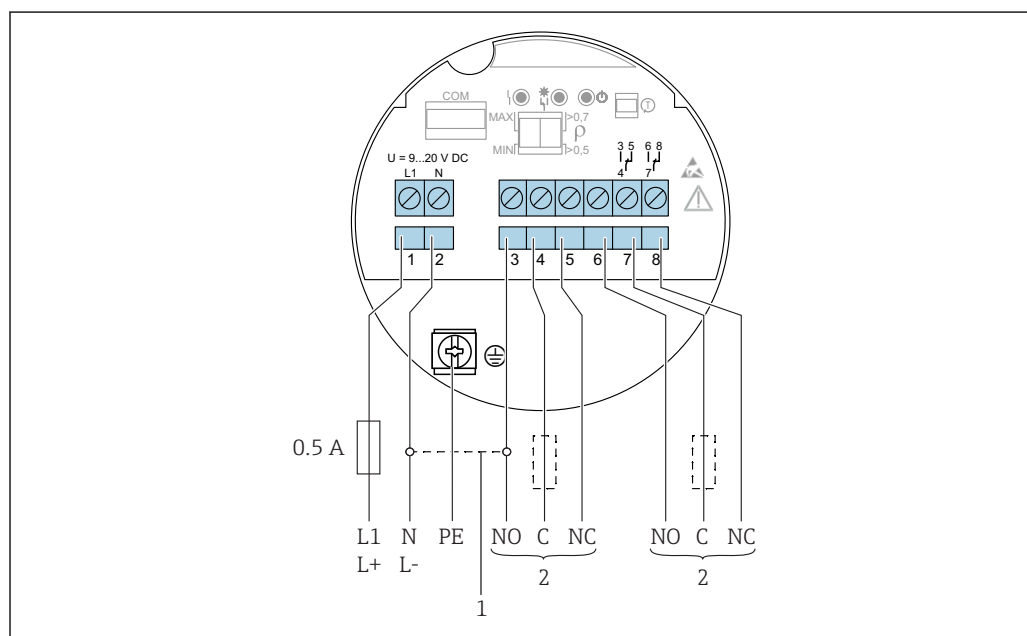 COM
MAX >0,7
ρ
MIN >0,5
T
3 5 6 8
4 7
U = 9...20 V DC
L1 N
1 2 3 4 5 6 7 8
0.5 A
L1 N PE NO C NC NO C NC
L+ L- 2 2
1